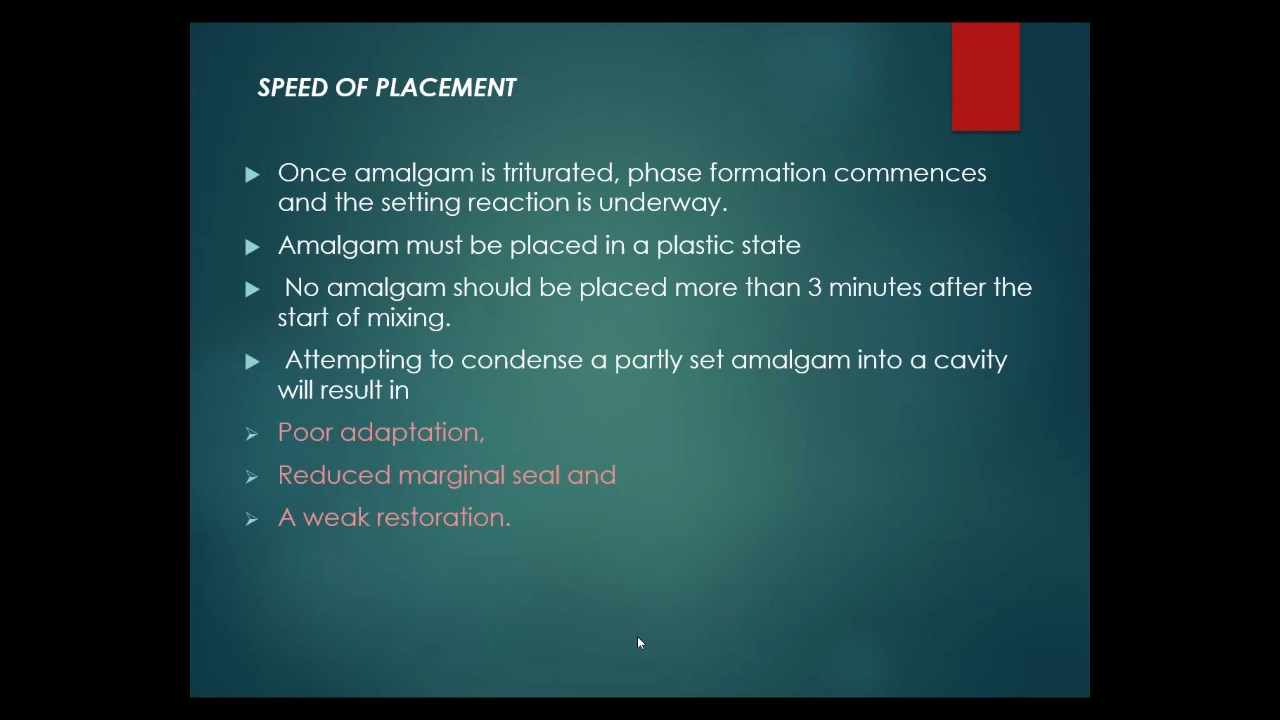 SPEED OF PLACEMENT
Once amalgam is triturated, phase formation commences
and the setting reaction is underway.
Amalgam must be placed in a plastic state
No amalgam should be placed more than 3 minutes after the
start of mixing.
Attempting to condense a partly set amalgam into a cavity
will result in
Poor adaptation,
Reduced marginal seal and
A weak restoration.